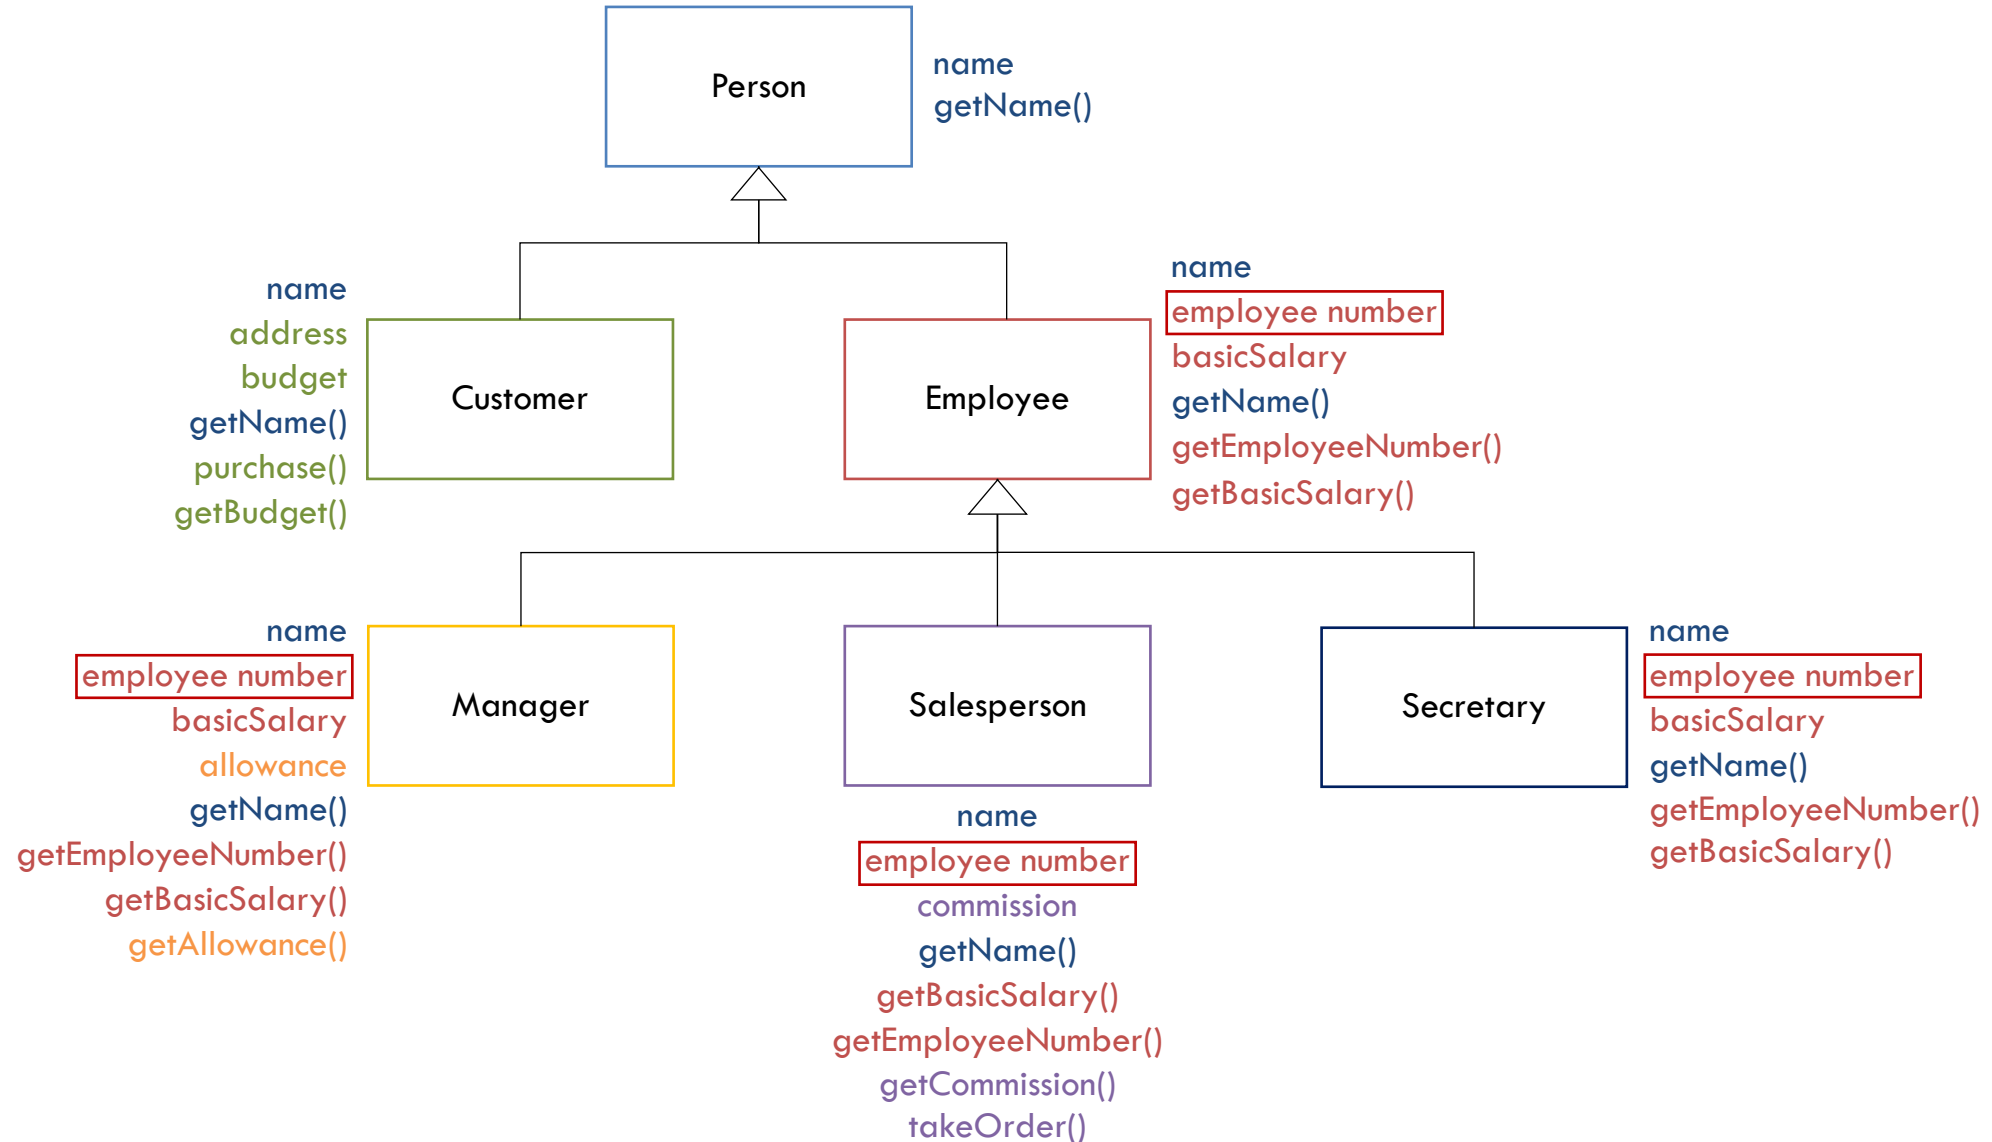 Person
name
getName()
name
address
budget
getName()
purchase()
getBudget()
Customer
Employee
name
employee number
basicSalary
getName()
getEmployeeNumber()
getBasicSalary()
name
employee number
basicSalary
allowance
getName()
getEmployeeNumber()
getBasicSalary()
getAllowance()
Manager
Salesperson
name
employee number
commission
getName()
getBasicSalary()
getEmployeeNumber()
getCommission()
takeOrder()
Secretary
name
employee number
basicSalary
getName()
getEmployeeNumber()
getBasicSalary()